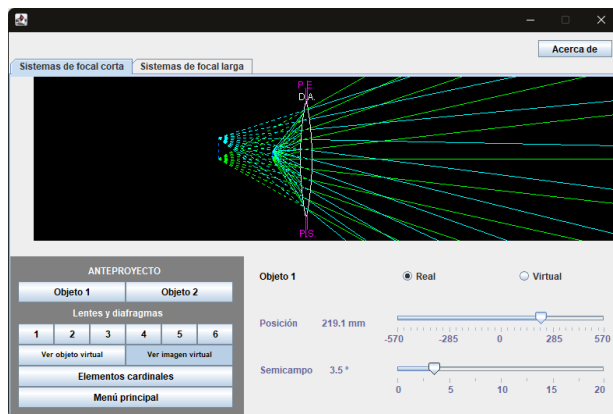 Acerca de
Sistemas de focal corta Sistemas de focal larga
P.E.
D.A.
P.S.
ANTEPROYECTO
Objeto 1 Objeto 2
Lentes y diafragmas
1 2 3 4 5 6
Ver objeto virtual Ver imagen virtual
Elementos cardinales
Menú principal
Objeto 1 Real Virtual
Posición 219.1 mm
-570 -285 0 285 570
Semicampo 3.5 º
0 5 10 15 20